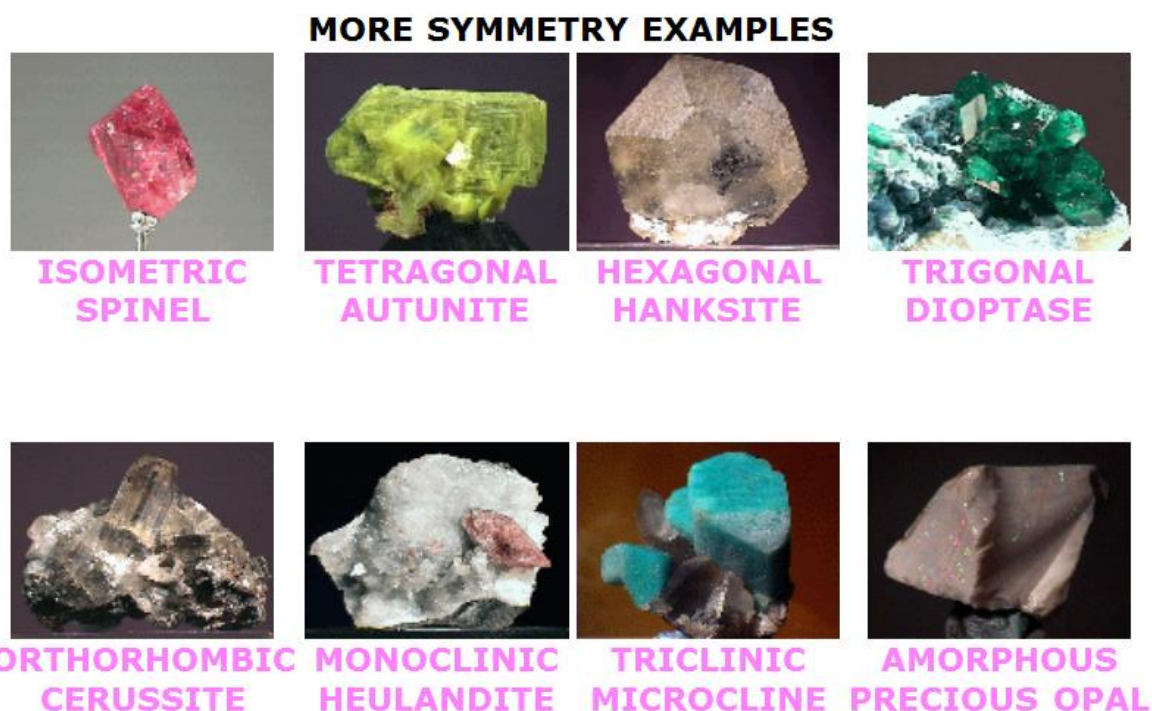 MORE SYMMETRY EXAMPLES
ISOMETRIC
SPINEL
TETRAGONAL
AUTUNITE
HEXAGONAL
HANKSITE
TRIGONAL
DIOPTASE
ORTHORHOMBIC
CERUSSITE
MONOCLINIC
HEULANDITE
TRICLINIC
MICROCLINE
AMORPHOUS
PRECIOUS OPAL